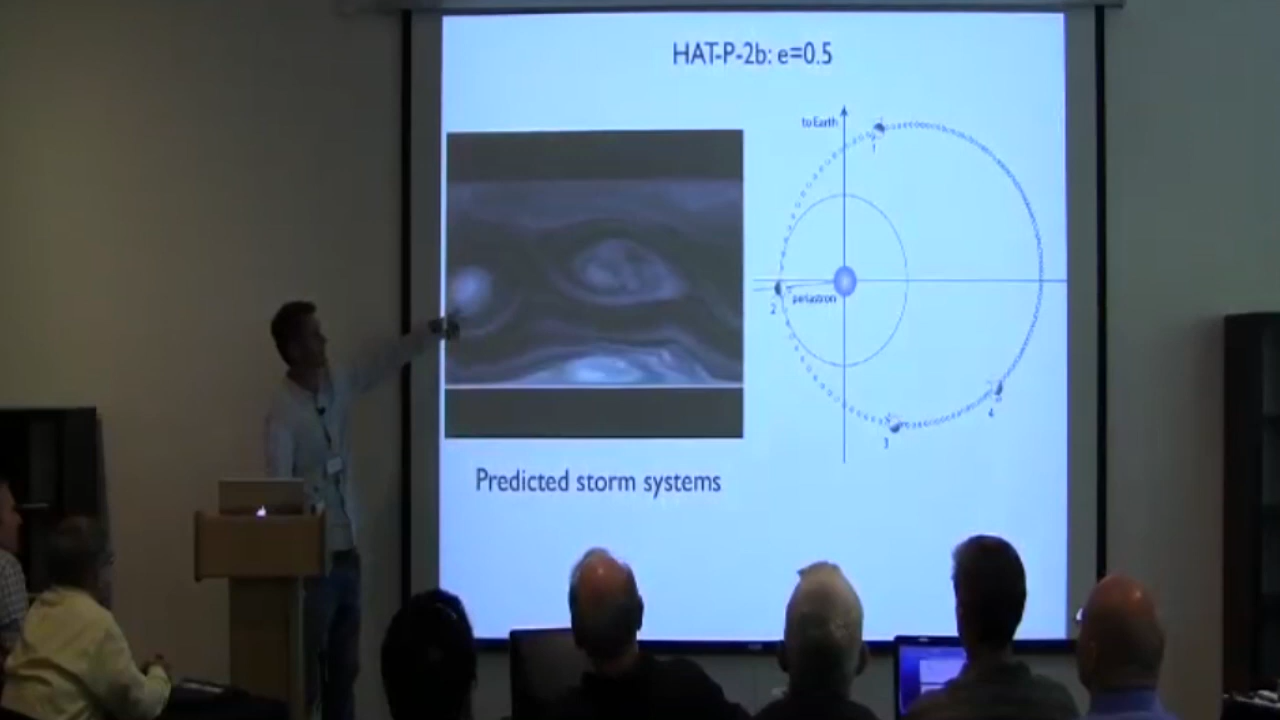 HAT-P-2b: e=0.5
to Earth
1
2
periastron
3
4
Predicted storm systems